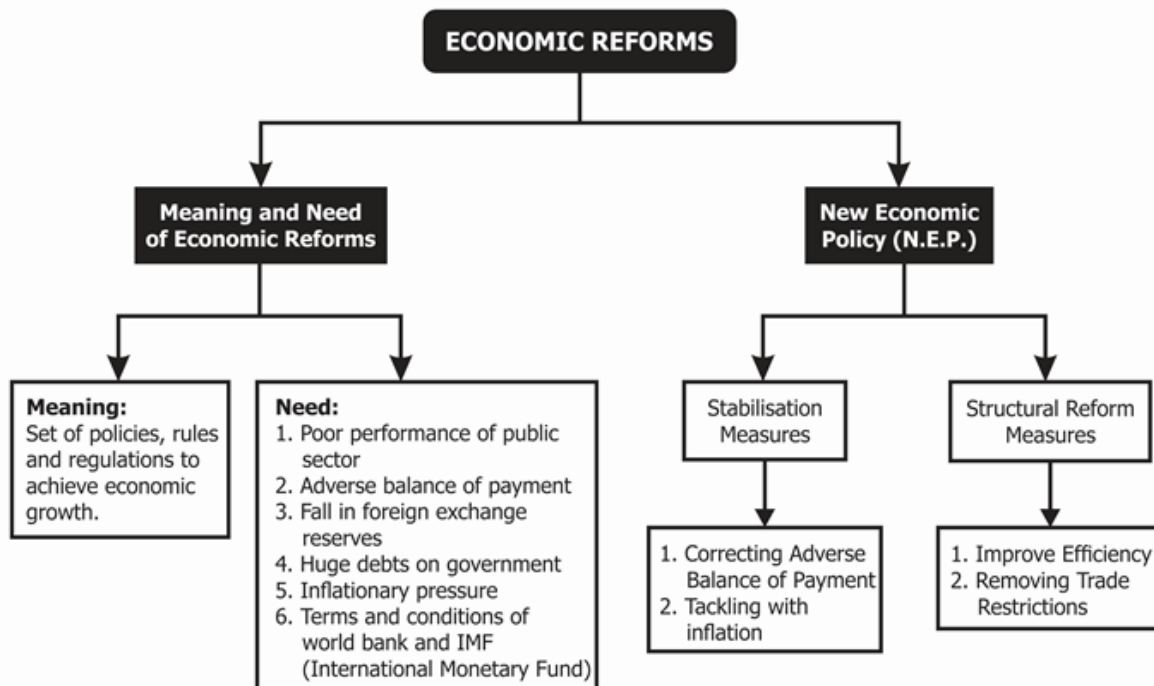 ECONOMIC REFORMS
Meaning and Need
of Economic Reforms
New Economic
Policy (N.E.P.)
Meaning:
Set of policies, rules
and regulations to
achieve economic
growth.
Need:
1. Poor performance of public
sector
2. Adverse balance of payment
3. Fall in foreign exchange
reserves
4. Huge debts on government
5. Inflationary pressure
6. Terms and conditions of
world bank and IMF
(International Monetary Fund)
Stabilisation
Measures
Structural Reform
Measures
1. Correcting Adverse
Balance of Payment
2. Tackling with
inflation
1. Improve Efficiency
2. Removing Trade
Restrictions